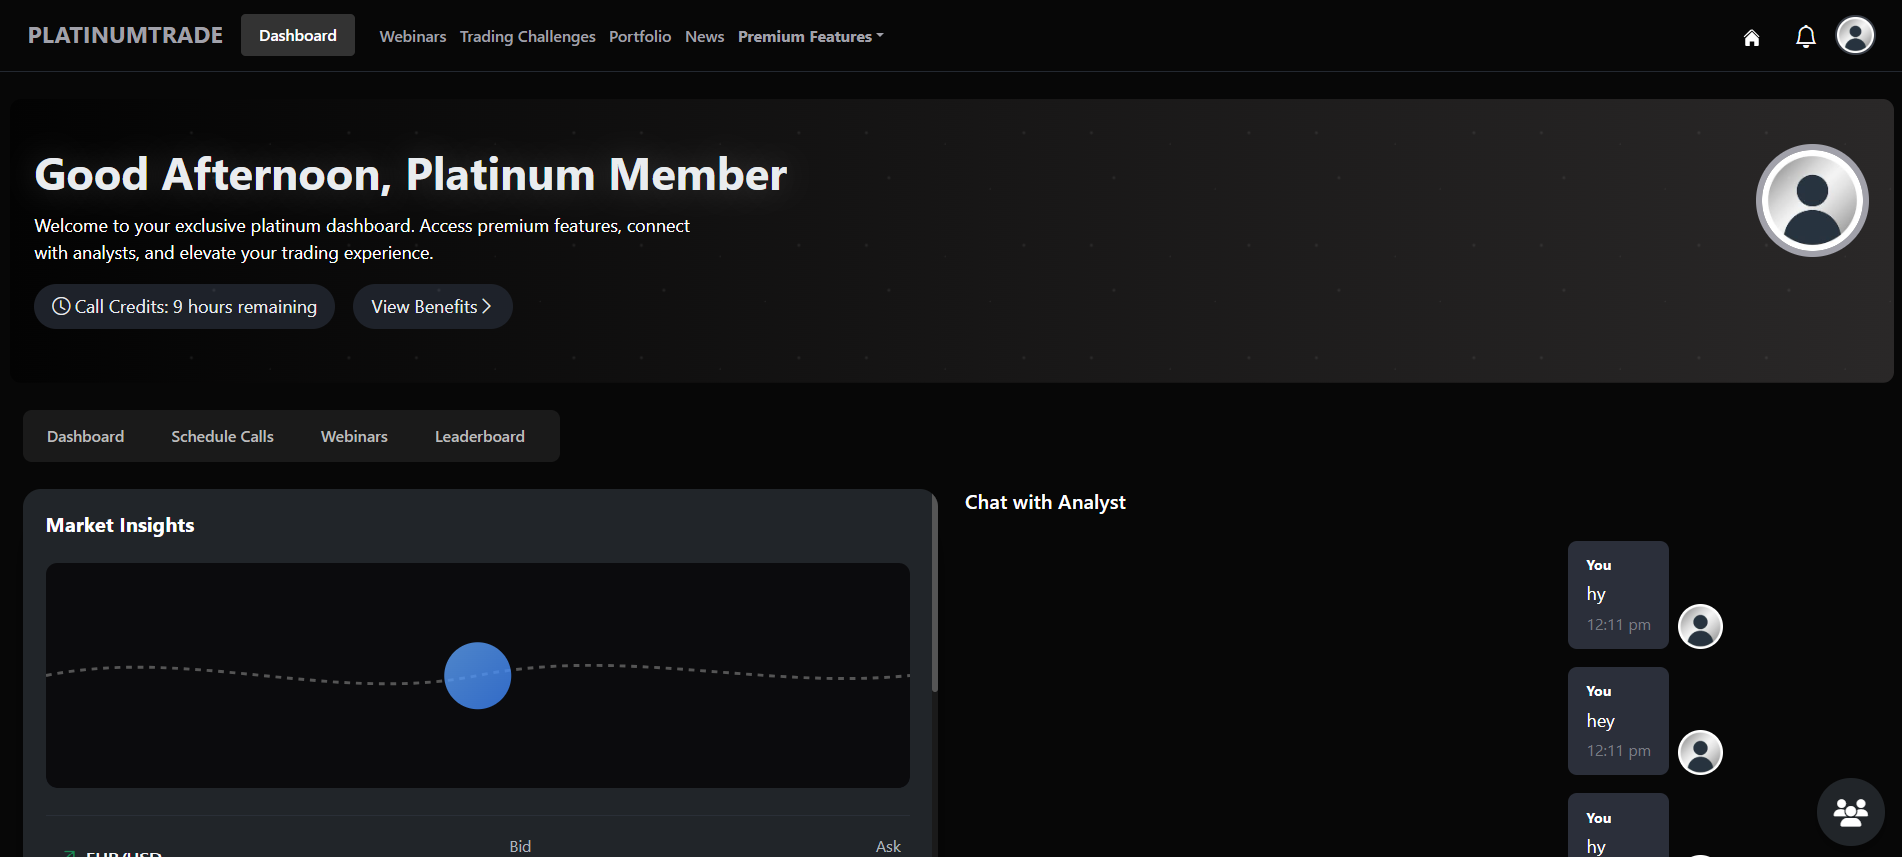 PLATINUMTRADE
Dashboard
Webinars
Trading Challenges
Portfolio
News
Premium Features
Good Afternoon, Platinum Member
Welcome to your exclusive platinum dashboard. Access premium features, connect
with analysts, and elevate your trading experience.
Call Credits: 9 hours remaining
View Benefits
Dashboard
Schedule Calls
Webinars
Leaderboard
Market Insights
Bid
Ask
EUR/USD
Chat with Analyst
You
hy
12:11 pm
You
hey
12:11 pm
You
hy